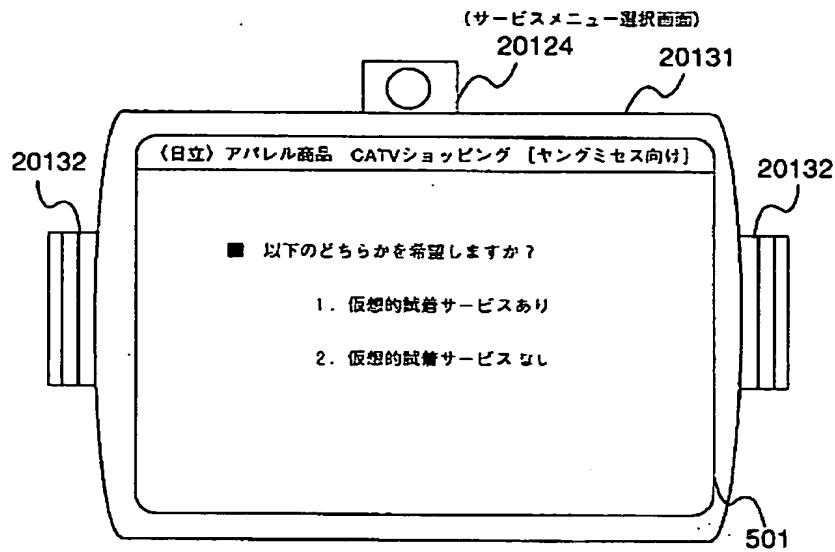 (サービスメニュー選択画面)
20124
20131
20132
〈日立〉 アパレル商品 CATVショッピング [ヤングミセス向け]
20132
■ 以下のどちらかを希望しますか?
1. 仮想的試着サービスあり
2. 仮想的試着サービスなし
501